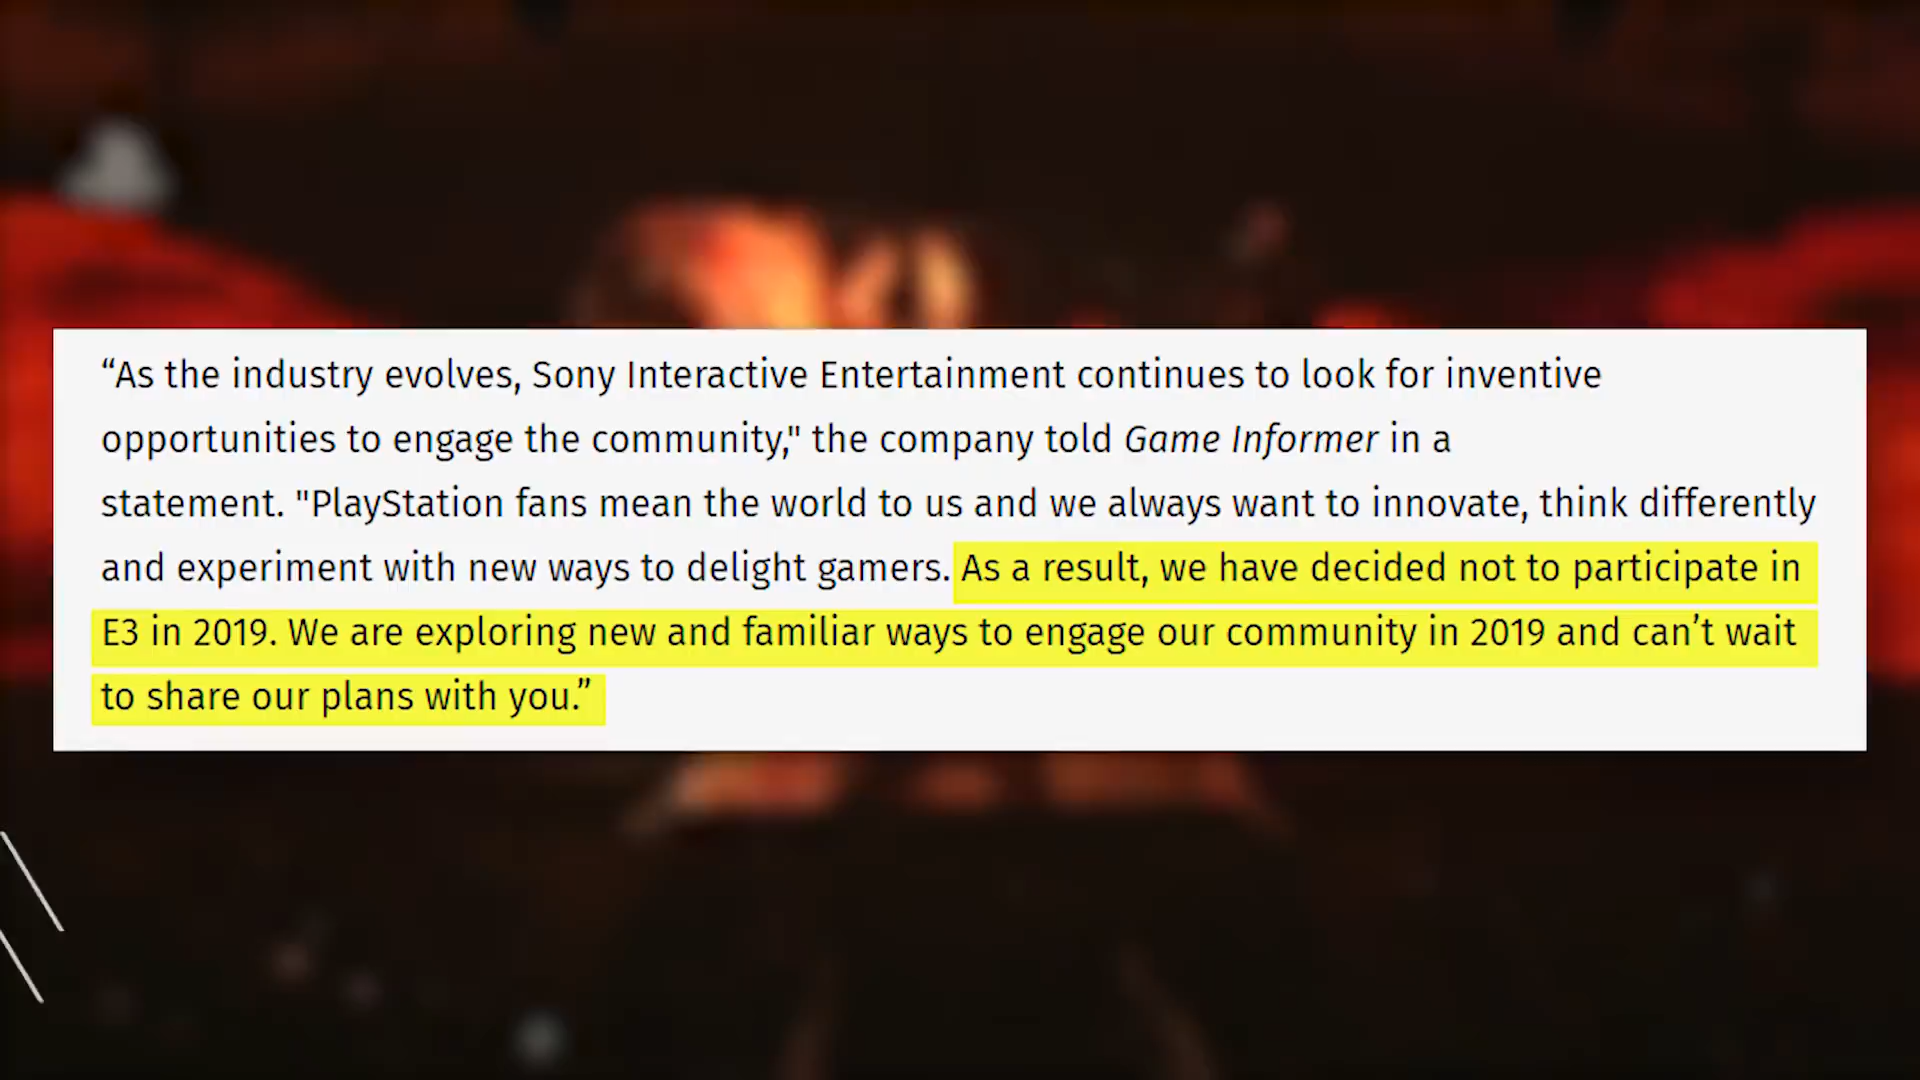 “As the industry evolves, Sony Interactive Entertainment continues to look for inventive
opportunities to engage the community," the company told Game Informer in a
statement. "PlayStation fans mean the world to us and we always want to innovate, think differently
and experiment with new ways to delight gamers. As a result, we have decided not to participate in
E3 in 2019. We are exploring new and familiar ways to engage our community in 2019 and can’t wait
to share our plans with you.”